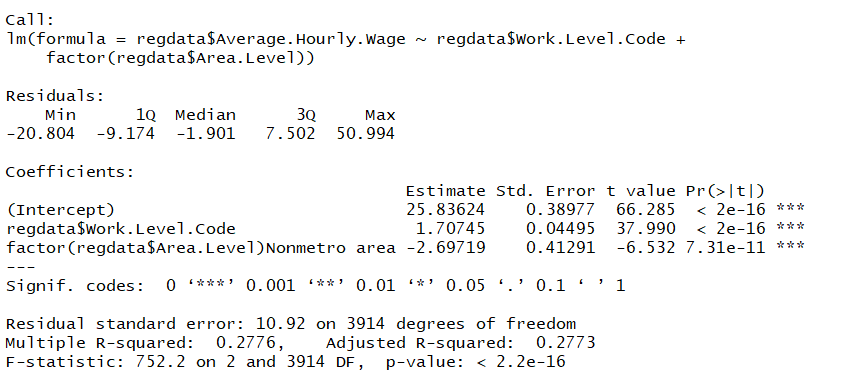 Call:
lm(formula = regdata$Average.Hourly.Wage ~ regdata$Work.Level.Code +
    factor(regdata$Area.Level))
Residuals:
    Min      1Q  Median      3Q     Max
-20.804  -9.174  -1.901   7.502  50.994
Coefficients:
                                        Estimate Std. Error t value Pr(>|t|)
(Intercept)                             25.83624    0.38977  66.285  < 2e-16 ***
regdata$Work.Level.Code                  1.70745    0.04495  37.990  < 2e-16 ***
factor(regdata$Area.Level)Nonmetro area -2.69719    0.41291  -6.532 7.31e-11 ***
---
Signif. codes:  0 ‘***’ 0.001 ‘**’ 0.01 ‘*’ 0.05 ‘.’ 0.1 ‘ ’ 1
Residual standard error: 10.92 on 3914 degrees of freedom
Multiple R-squared:  0.2776,    Adjusted R-squared:  0.2773
F-statistic: 752.2 on 2 and 3914 DF,  p-value: < 2.2e-16